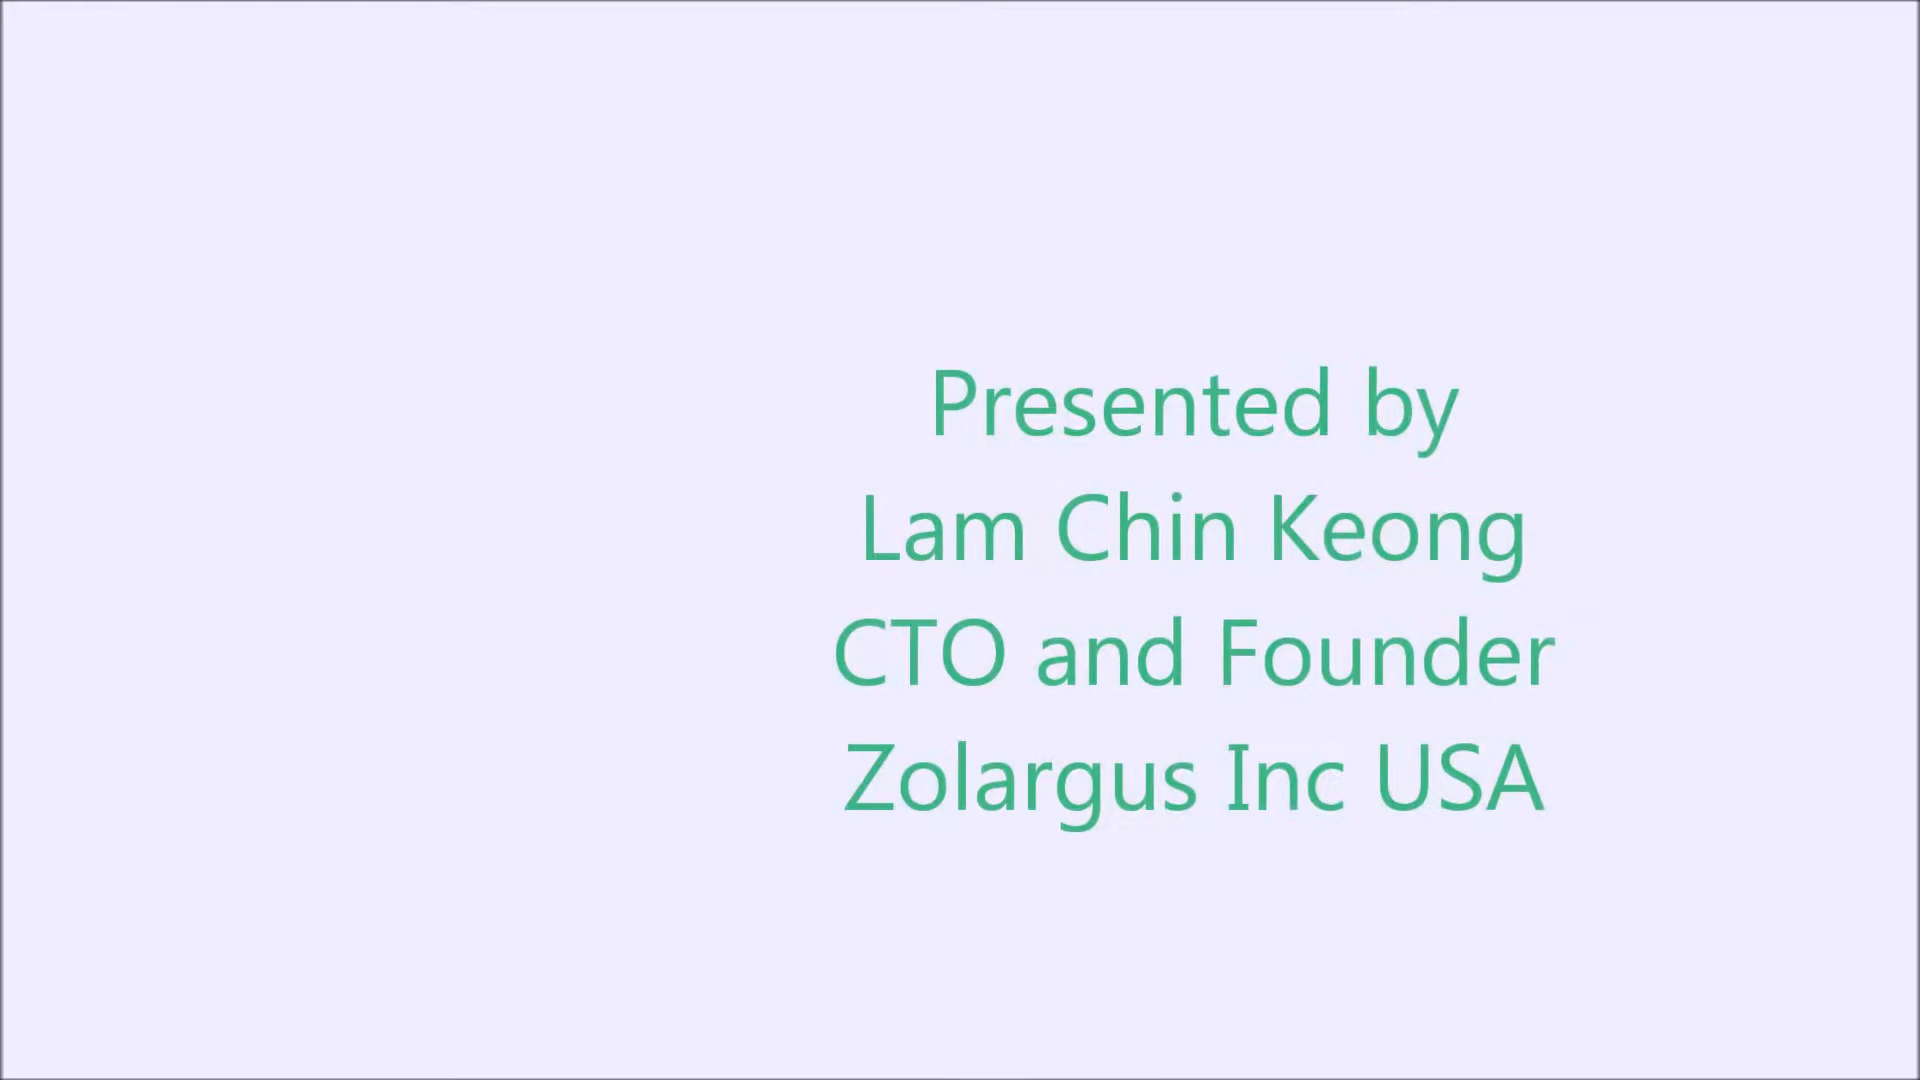 Presented by
Lam Chin Keong
CTO and Founder
Zolargus Inc USA